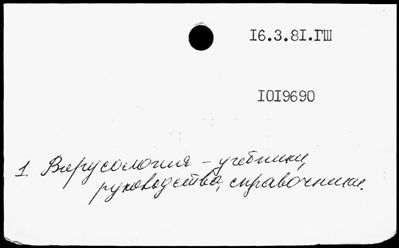 16.3.81.ГШ
1019690
1. Вирусология – учебники,
руководства, справочники.